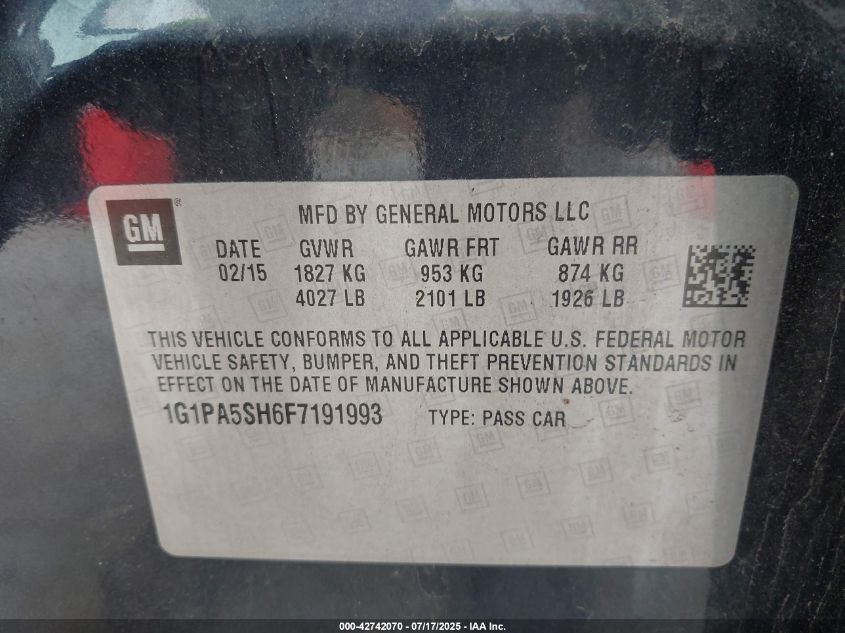 GM®
MFD BY GENERAL MOTORS LLC
DATE GVWR GAWR FRT GAWR RR
02/15 1827 KG 953 KG 874 KG
4027 LB 2101 LB 1926 LB
THIS VEHICLE CONFORMS TO ALL APPLICABLE U.S. FEDERAL MOTOR
VEHICLE SAFETY, BUMPER, AND THEFT PREVENTION STANDARDS IN
EFFECT ON THE DATE OF MANUFACTURE SHOWN ABOVE.
1G1PA5SH6F7191993 TYPE: PASS CAR
000-42742070 - 07/17/2025 - IAA Inc.